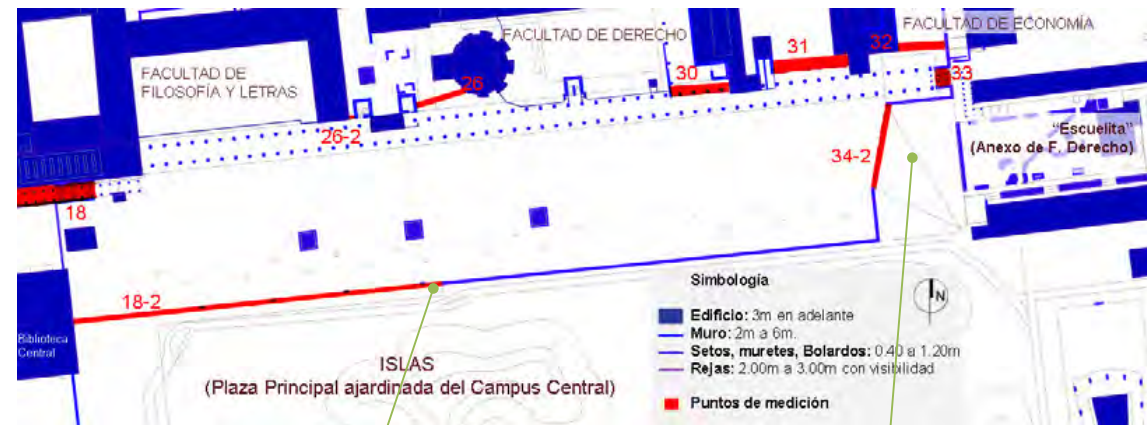 FACULTAD DE ECONOMÍA
FACULTAD DE DERECHO
31
32
33
FACULTAD DE
FILOSOFÍA Y LETRAS
26
30
26-2
"Escuelita"
(Anexo de F. Derecho)
34-2
18
18-2
Biblioteca
Central
ISLAS
(Plaza Principal ajardinada del Campus Central)
Simbología
N
Edificio: 3m en adelante
Muro: 2m a 6m.
Setos, muretes, Bolardos: 0.40 a 1.20m
Rejas: 2.00m a 3.00m con visibilidad
Puntos de medición